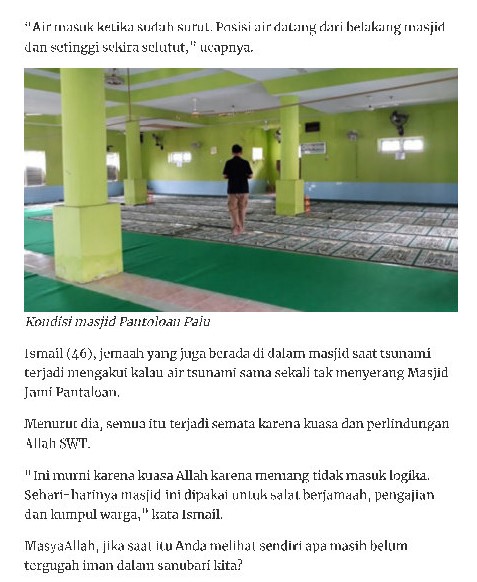 "Air masuk ketika sudah surut. Posisi air datang dari belakang masjid
dan setinggi sekira selutut," ucapnya.
Kondisi masjid Pantoloan Palu
Ismail (46), jemaah yang juga berada di dalam masjid saat tsunami
terjadi mengakui kalau air tsunami sama sekali tak menyerang Masjid
Jami Pantaloan.
Menurut dia, semua itu terjadi semata karena kuasa dan perlindungan
Allah SWT.
"Ini murni karena kuasa Allah karena memang tidak masuk logika.
Sehari-harinya masjid ini dipakai untuk salat berjamaah, pengajian
dan kumpul warga," kata Ismail.
MasyaAllah, jika saat itu Anda melihat sendiri apa masih belum
tergugah iman dalam sanubari kita?